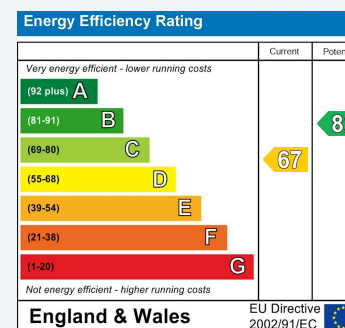 Energy Efficiency Rating
Current
Very energy efficient - lower running costs
(92 plus) A
(81-91) B
(69-80) C
67
(55-68) D
(39-54) E
(21-38) F
(1-20) G
Not energy efficient - higher running costs
England & Wales
EU Directive
2002/91/EC